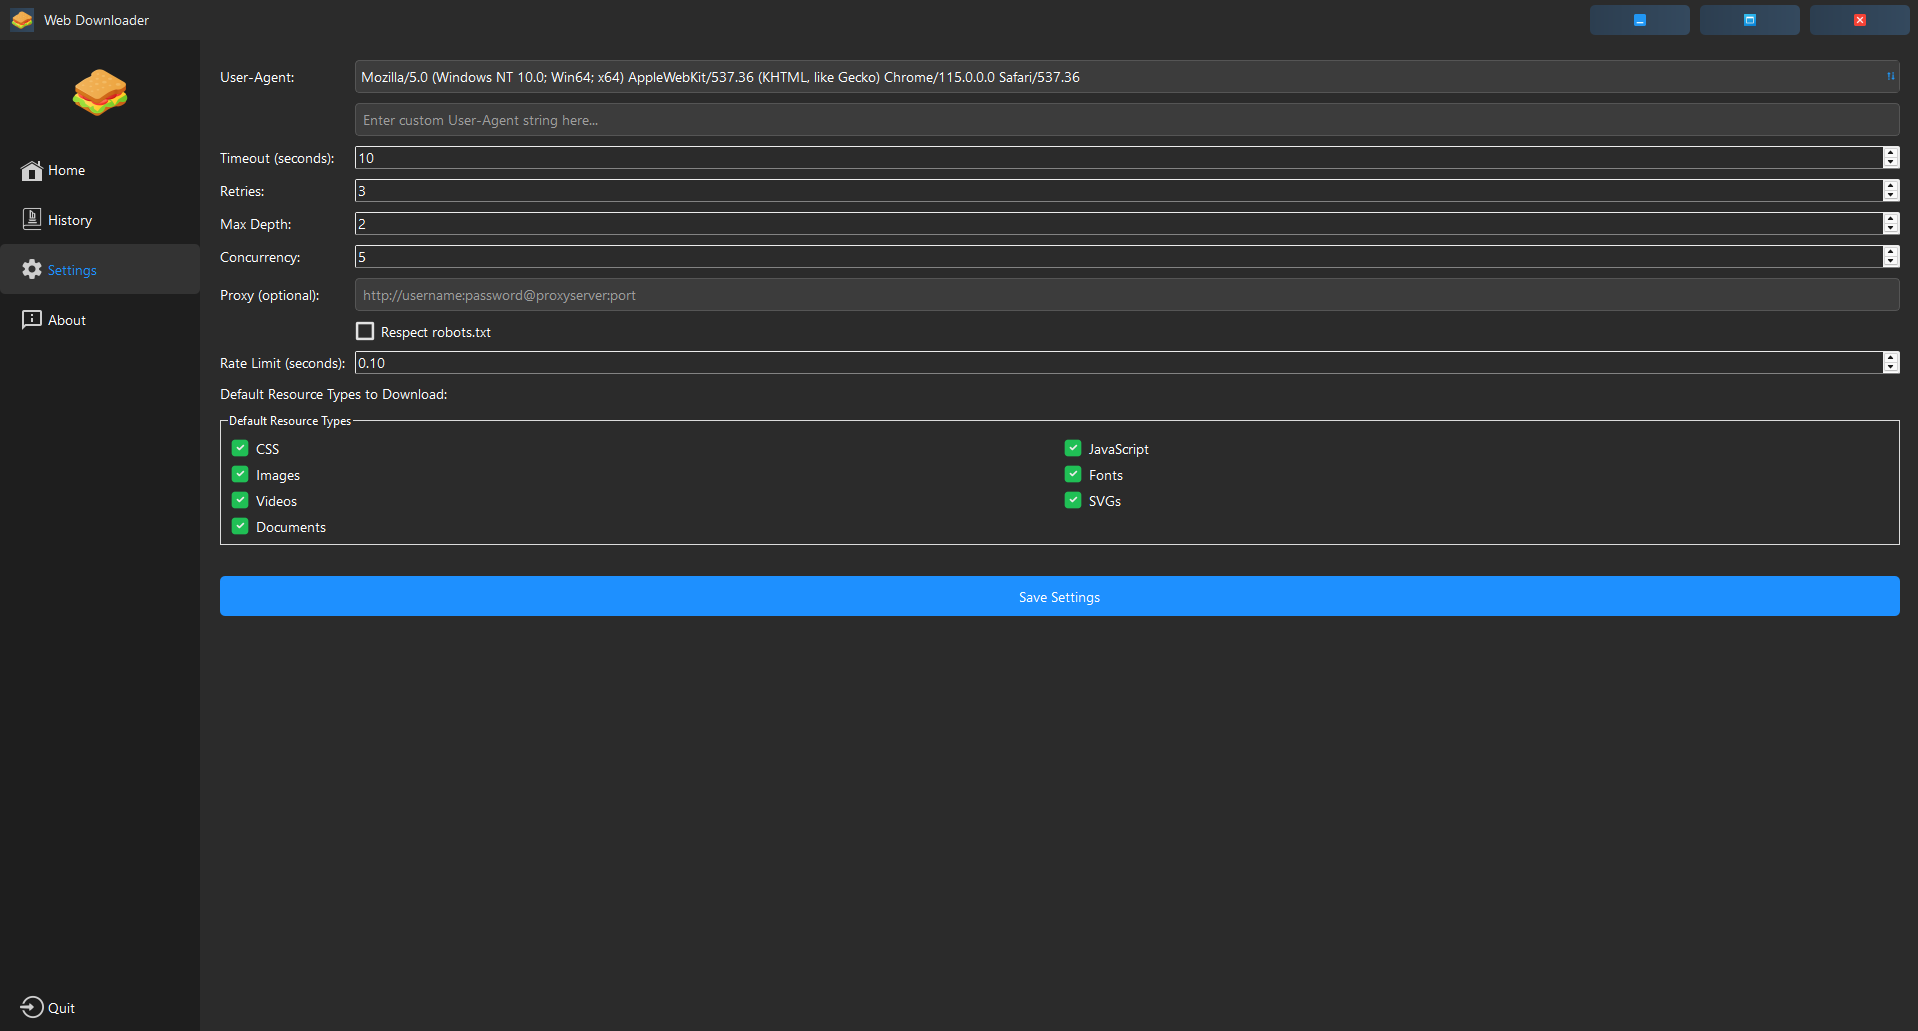 Web Downloader
Home
History
Settings
About
Quit
User-Agent: Mozilla/5.0 (Windows NT 10.0; Win64; x64) AppleWebKit/537.36 (KHTML, like Gecko) Chrome/115.0.0.0 Safari/537.36
Enter custom User-Agent string here...
Timeout (seconds): 10
Retries: 3
Max Depth: 2
Concurrency: 5
Proxy (optional): http://username:password@proxyserver:port
Respect robots.txt
Rate Limit (seconds): 0.10
Default Resource Types to Download:
Default Resource Types
CSS JavaScript
Images Fonts
Videos SVGs
Documents
Save Settings